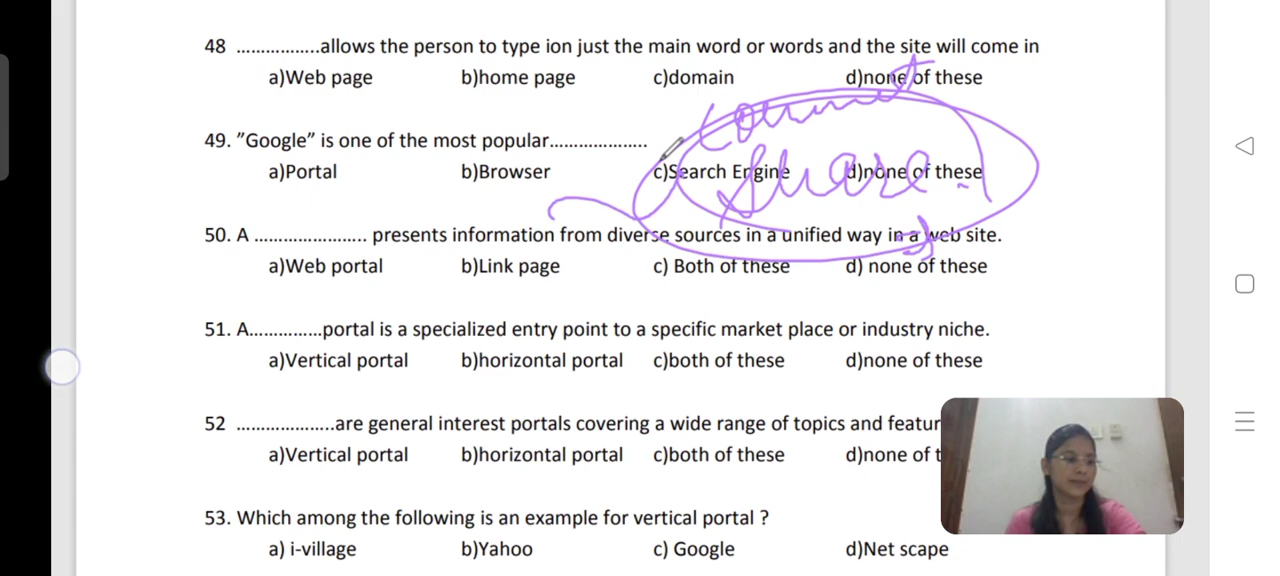 48 .................allows the person to type ion just the main word or words and the site will come in
a)Web page b)home page c)domain d)none of these
Comment
49. ”Google” is one of the most popular....................
Share
a)Portal b)Browser c)Search Engine d)none of these
50. A ....................... presents information from diverse sources in a unified way in a web site.
a)Web portal b)Link page c) Both of these d) none of these
51. A...............portal is a specialized entry point to a specific market place or industry niche.
a)Vertical portal b)horizontal portal c)both of these d)none of these
52 ....................are general interest portals covering a wide range of topics and featur
a)Vertical portal b)horizontal portal c)both of these d)none of t
53. Which among the following is an example for vertical portal ?
a) i-village b)Yahoo c) Google d)Net scape